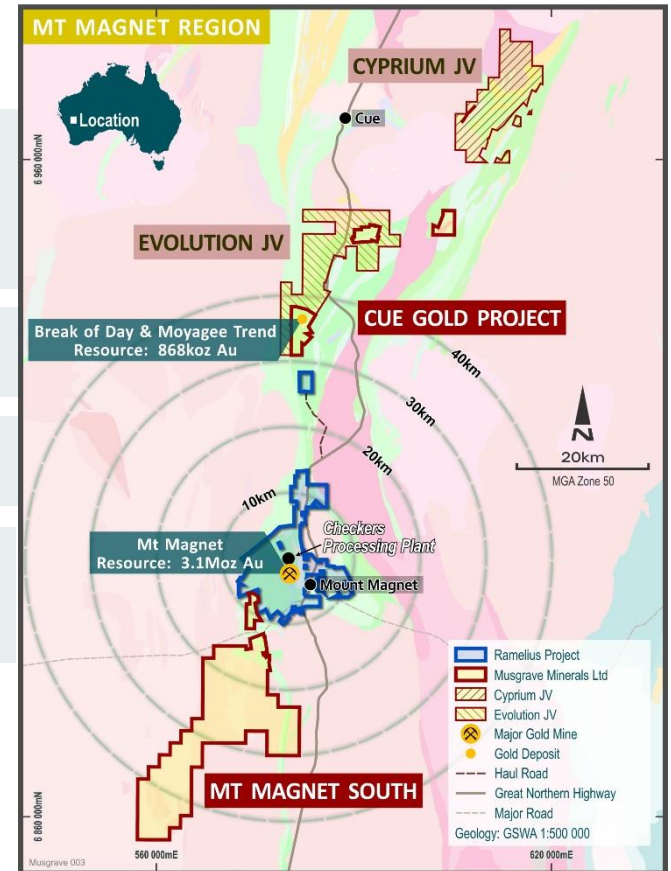 MT MAGNET REGION
Location
CYPRIUM JV
Cue
6 960 000mN
EVOLUTION JV
Break of Day & Moyagee Trend
Resource: 868koz Au
CUE GOLD PROJECT
40km
30km
20km
10km
N
20km
MGA Zone 50
Checkers
Processing Plant
Mt Magnet
Resource: 3.1Moz Au
Mount Magnet
MT MAGNET SOUTH
Ramelius Project
Musgrave Minerals Ltd
Cyprium JV
Evolution JV
Major Gold Mine
Gold Deposit
Haul Road
Great Northern Highway
Major Road
Geology: GSWA 1:500 000
6 860 000mN
Musgrave 003
560 000mE
620 000mE